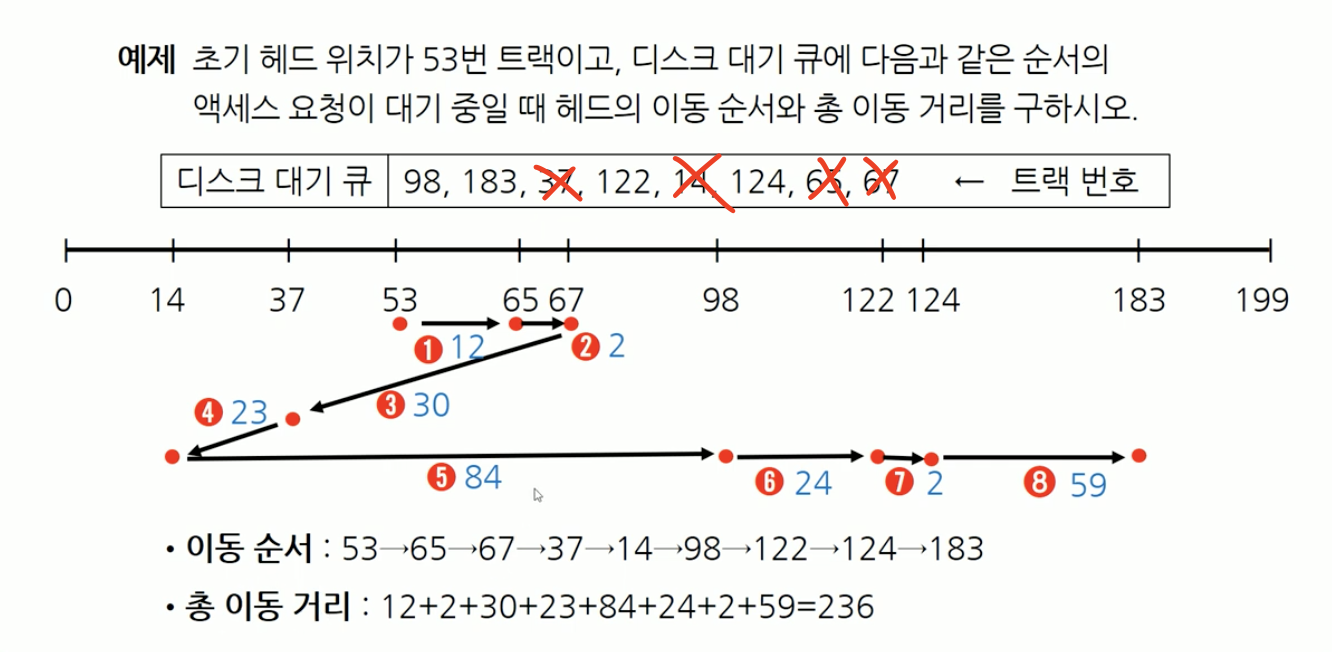 예제 초기 헤드 위치가 53번 트랙이고, 디스크 대기 큐에 다음과 같은 순서의
액세스 요청이 대기 중일 때 헤드의 이동 순서와 총 이동 거리를 구하시오.
디스크 대기 큐 98, 183, 37, 122, 14, 124, 65, 67 ← 트랙 번호
0 14 37 53 65 67 98 122 124 183 199
❶ 12 ❷ 2
❹ 23 ❸ 30
❺ 84 ❻ 24 ❼ 2 ❽ 59
• 이동 순서 : 53→65→67→37→14→98→122→124→183
• 총 이동 거리 : 12+2+30+23+84+24+2+59=236